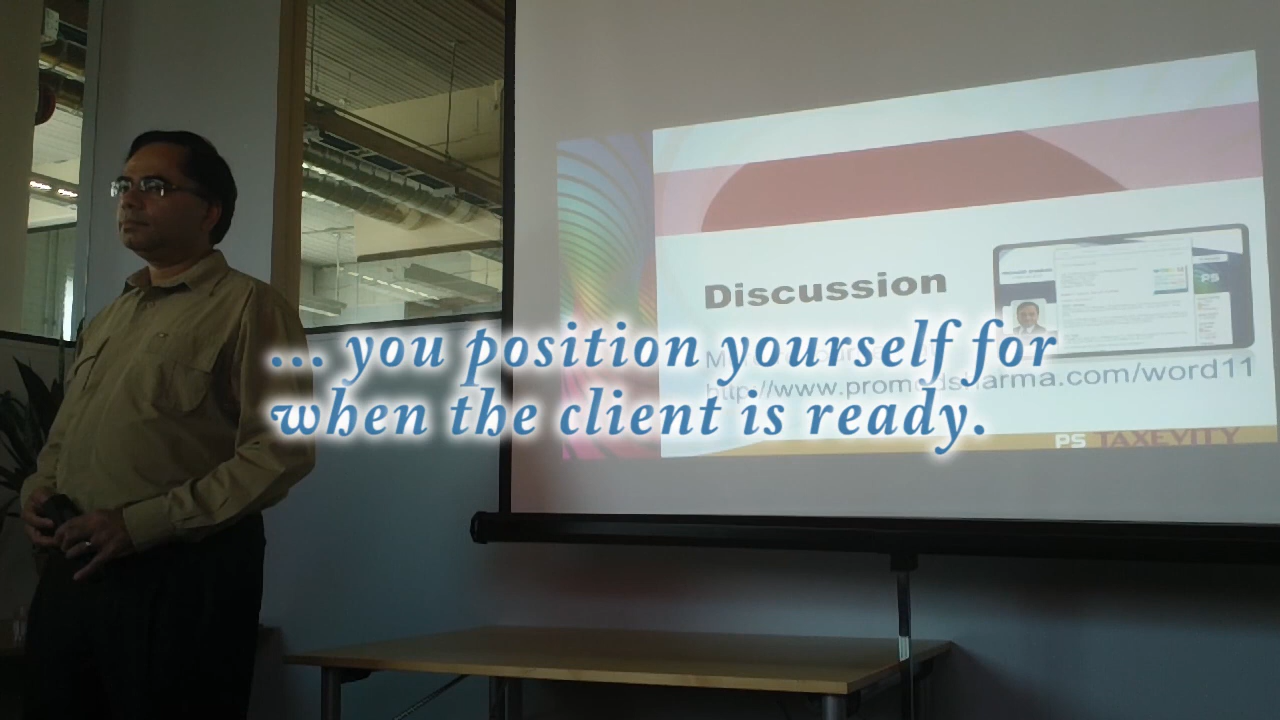 Discussion
... you position yourself for
http://www.promodsharma.com/word11
when the client is ready.
PS TAXEVITY